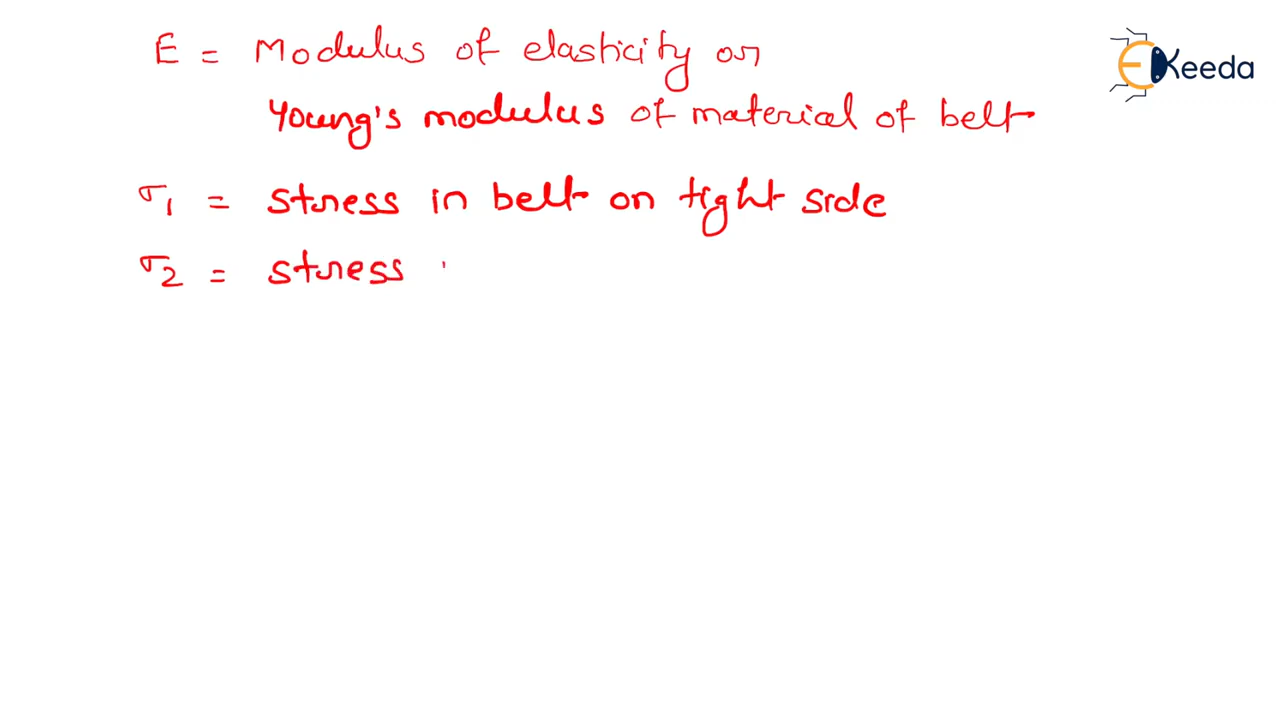 E = Modulus of elasticity or
Young's modulus of material of belt
σ1 = stress in belt on tight side
σ2 = stress
EKeeda